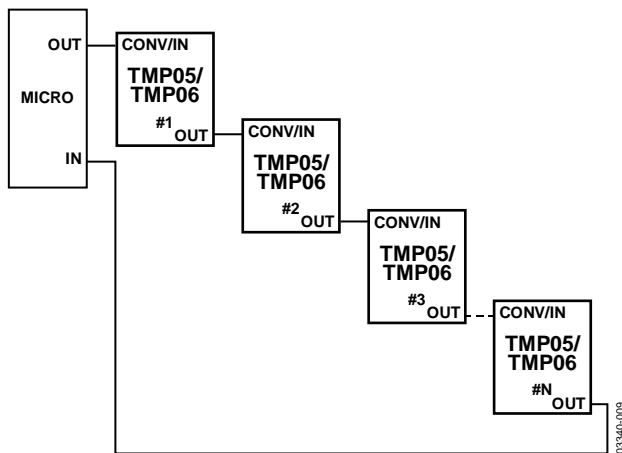 OUT
MICRO
IN
CONV/IN
TMP05/
TMP06
#1
OUT
CONV/IN
TMP05/
TMP06
#2
OUT
CONV/IN
TMP05/
TMP06
#3
OUT
CONV/IN
TMP05/
TMP06
#N
OUT
03340-009